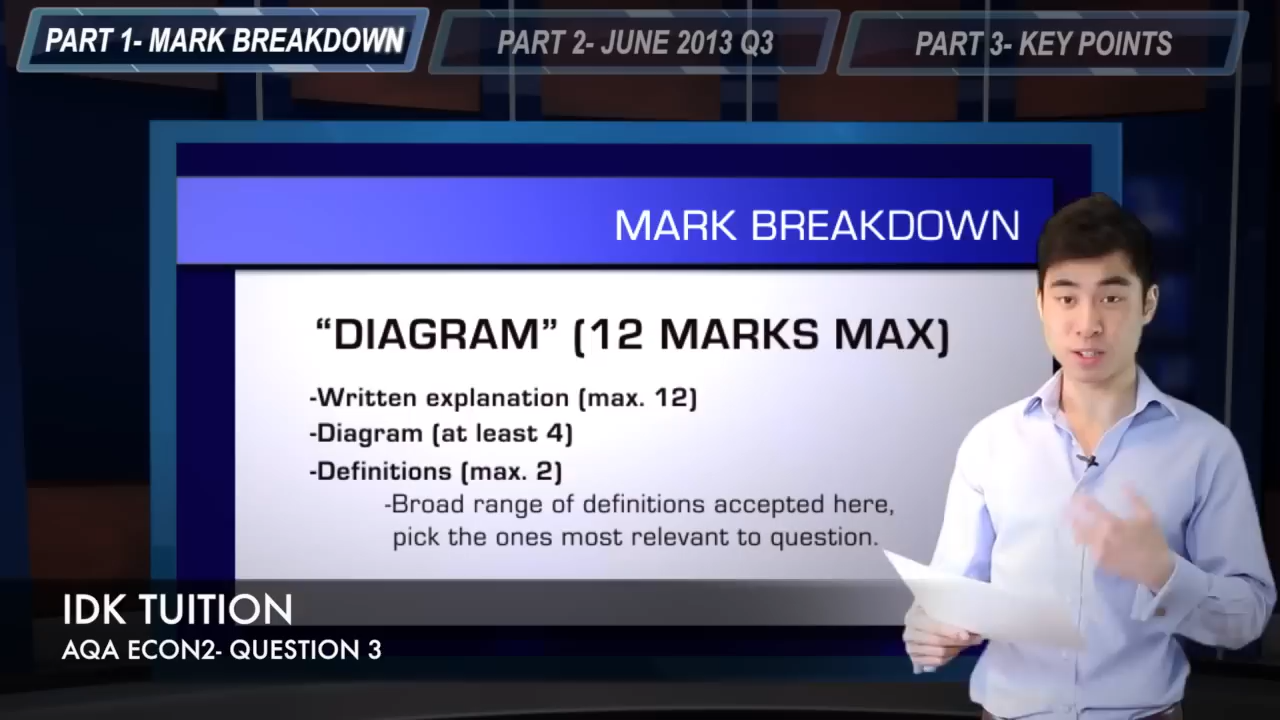 PART 1- MARK BREAKDOWN
PART 2- JUNE 2013 Q3
PART 3- KEY POINTS
MARK BREAKDOWN
“DIAGRAM” (12 MARKS MAX)
-Written explanation (max. 12)
-Diagram (at least 4)
-Definitions (max. 2)
-Broad range of definitions accepted here,
pick the ones most relevant to question.
IDK TUITION
AQA ECON2- QUESTION 3